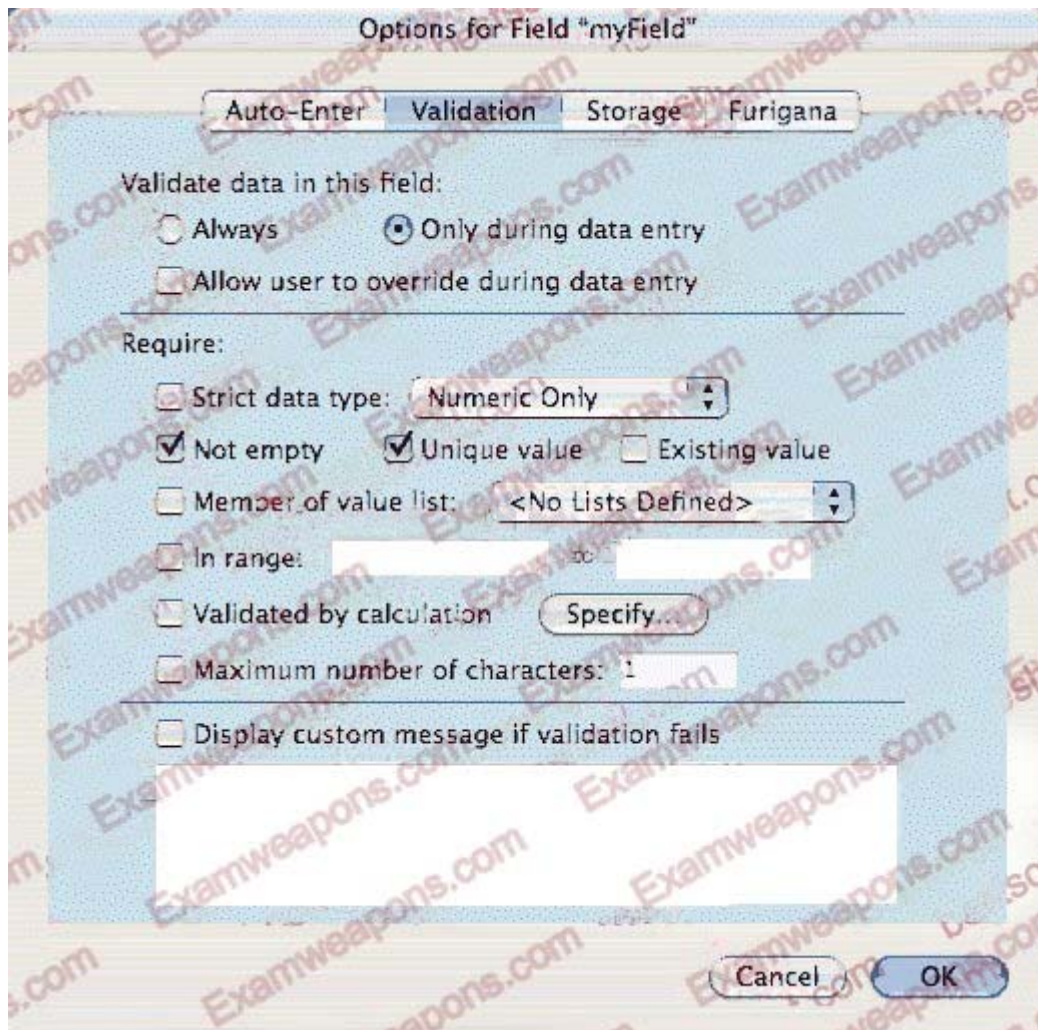 Options for Field "myField"
Auto-Enter Validation Storage Furigana
Validate data in this field:
Always Only during data entry
Allow user to override during data entry
Require:
Strict data type: Numeric Only
Not empty Unique value Existing value
Member of value list: <No Lists Defined>
In range: to
Validated by calculation Specify...
Maximum number of characters: 1
Display custom message if validation fails
Cancel OK
Examweapons.com